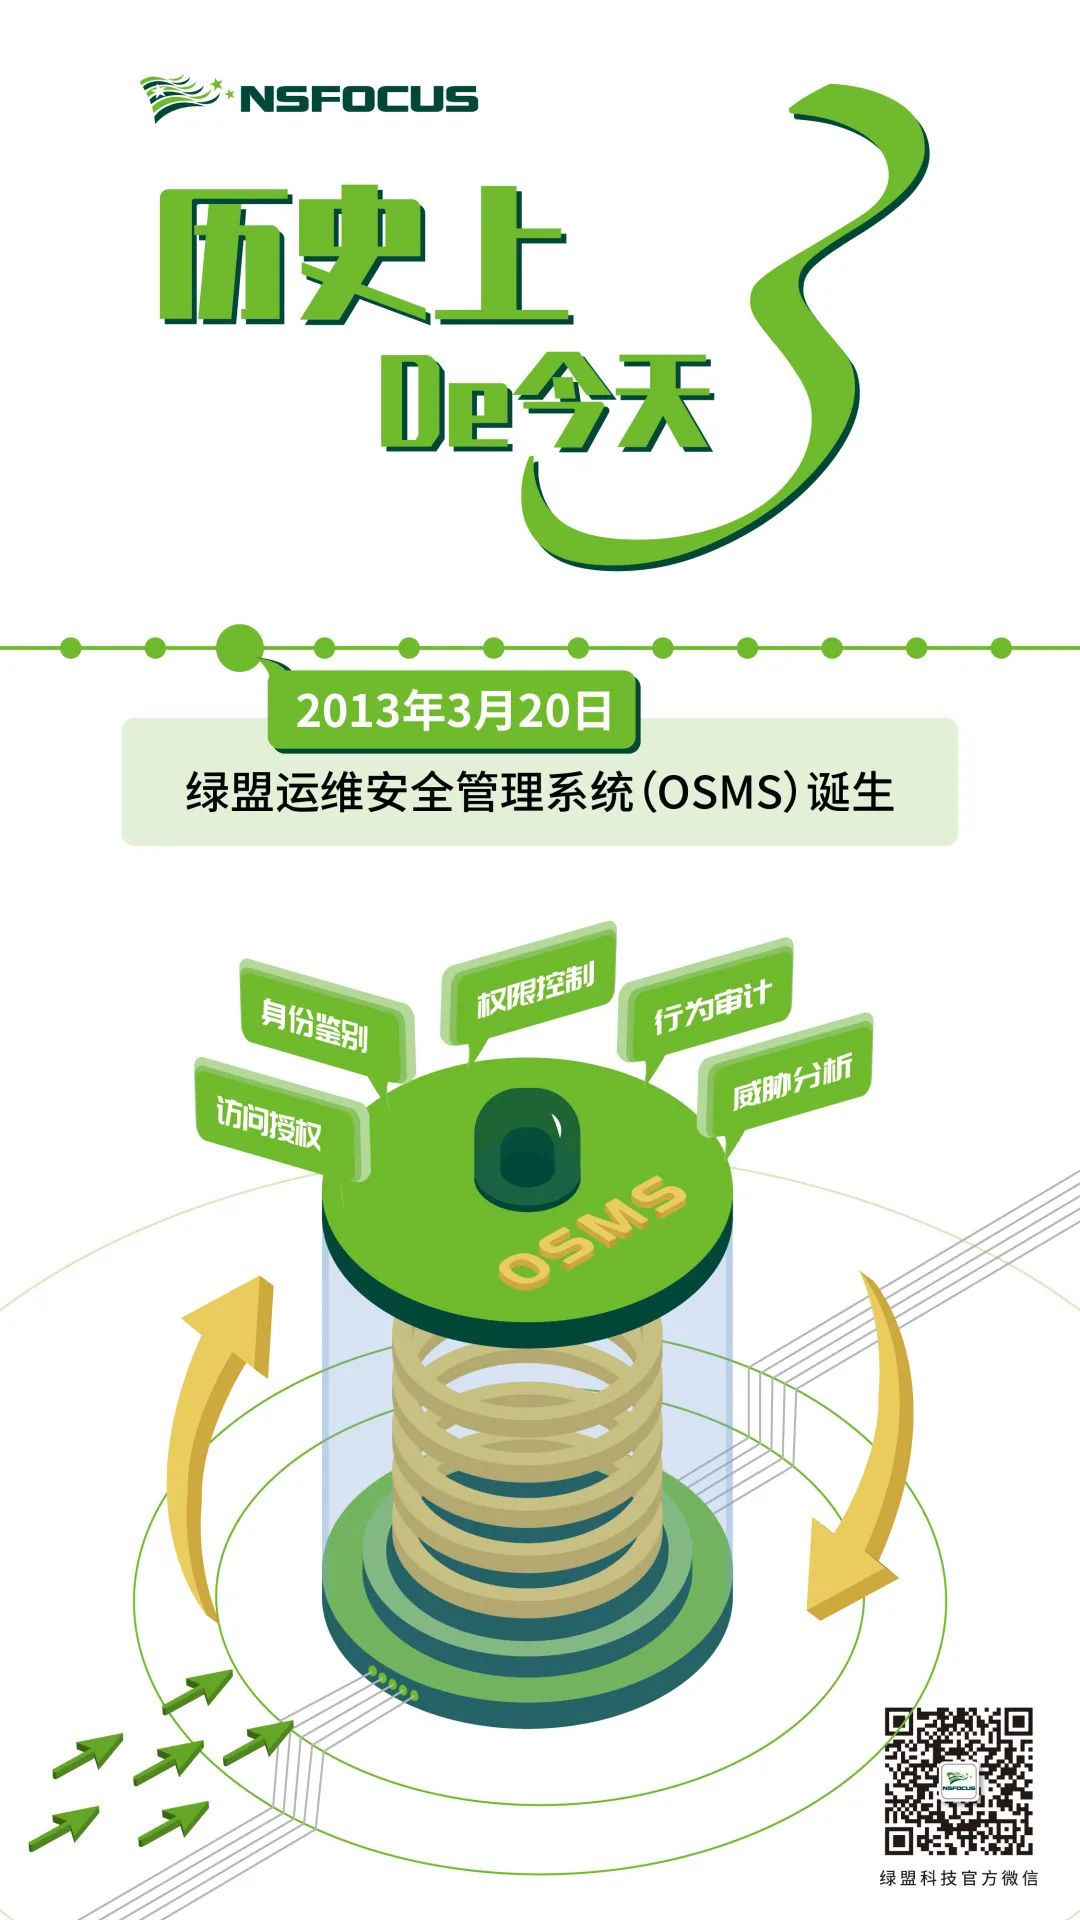 NSFOCUS
历史上
De今天
3
2013年3月20日
绿盟运维安全管理系统(OSMS)诞生
权限控制
行为审计
身份鉴别
威胁分析
访问授权
OSMS
NSFOCUS
绿盟科技官方微信